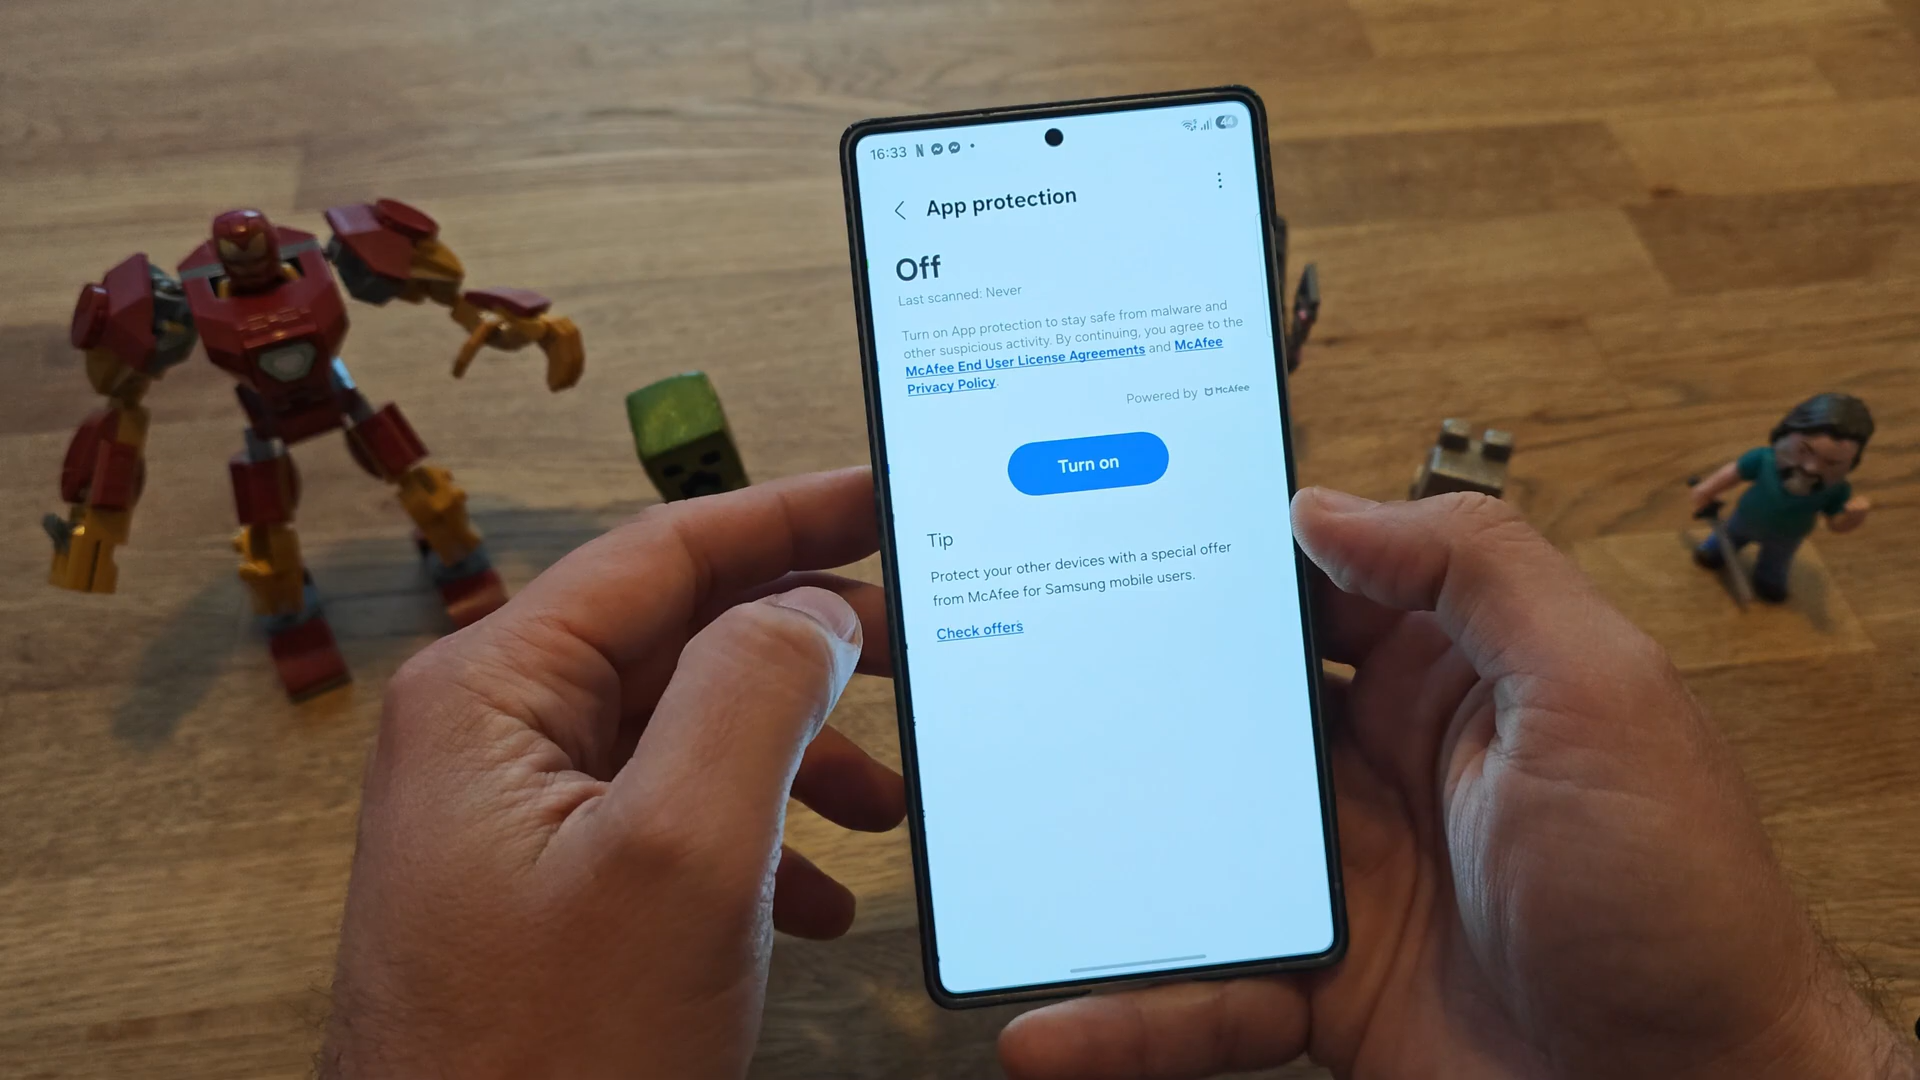 16:33
44
App protection
Off
Last scanned: Never
Turn on App protection to stay safe from malware and
other suspicious activity. By continuing, you agree to the
McAfee End User License Agreements and McAfee
Privacy Policy.
Powered by McAfee
Turn on
Tip
Protect your other devices with a special offer
from McAfee for Samsung mobile users.
Check offers